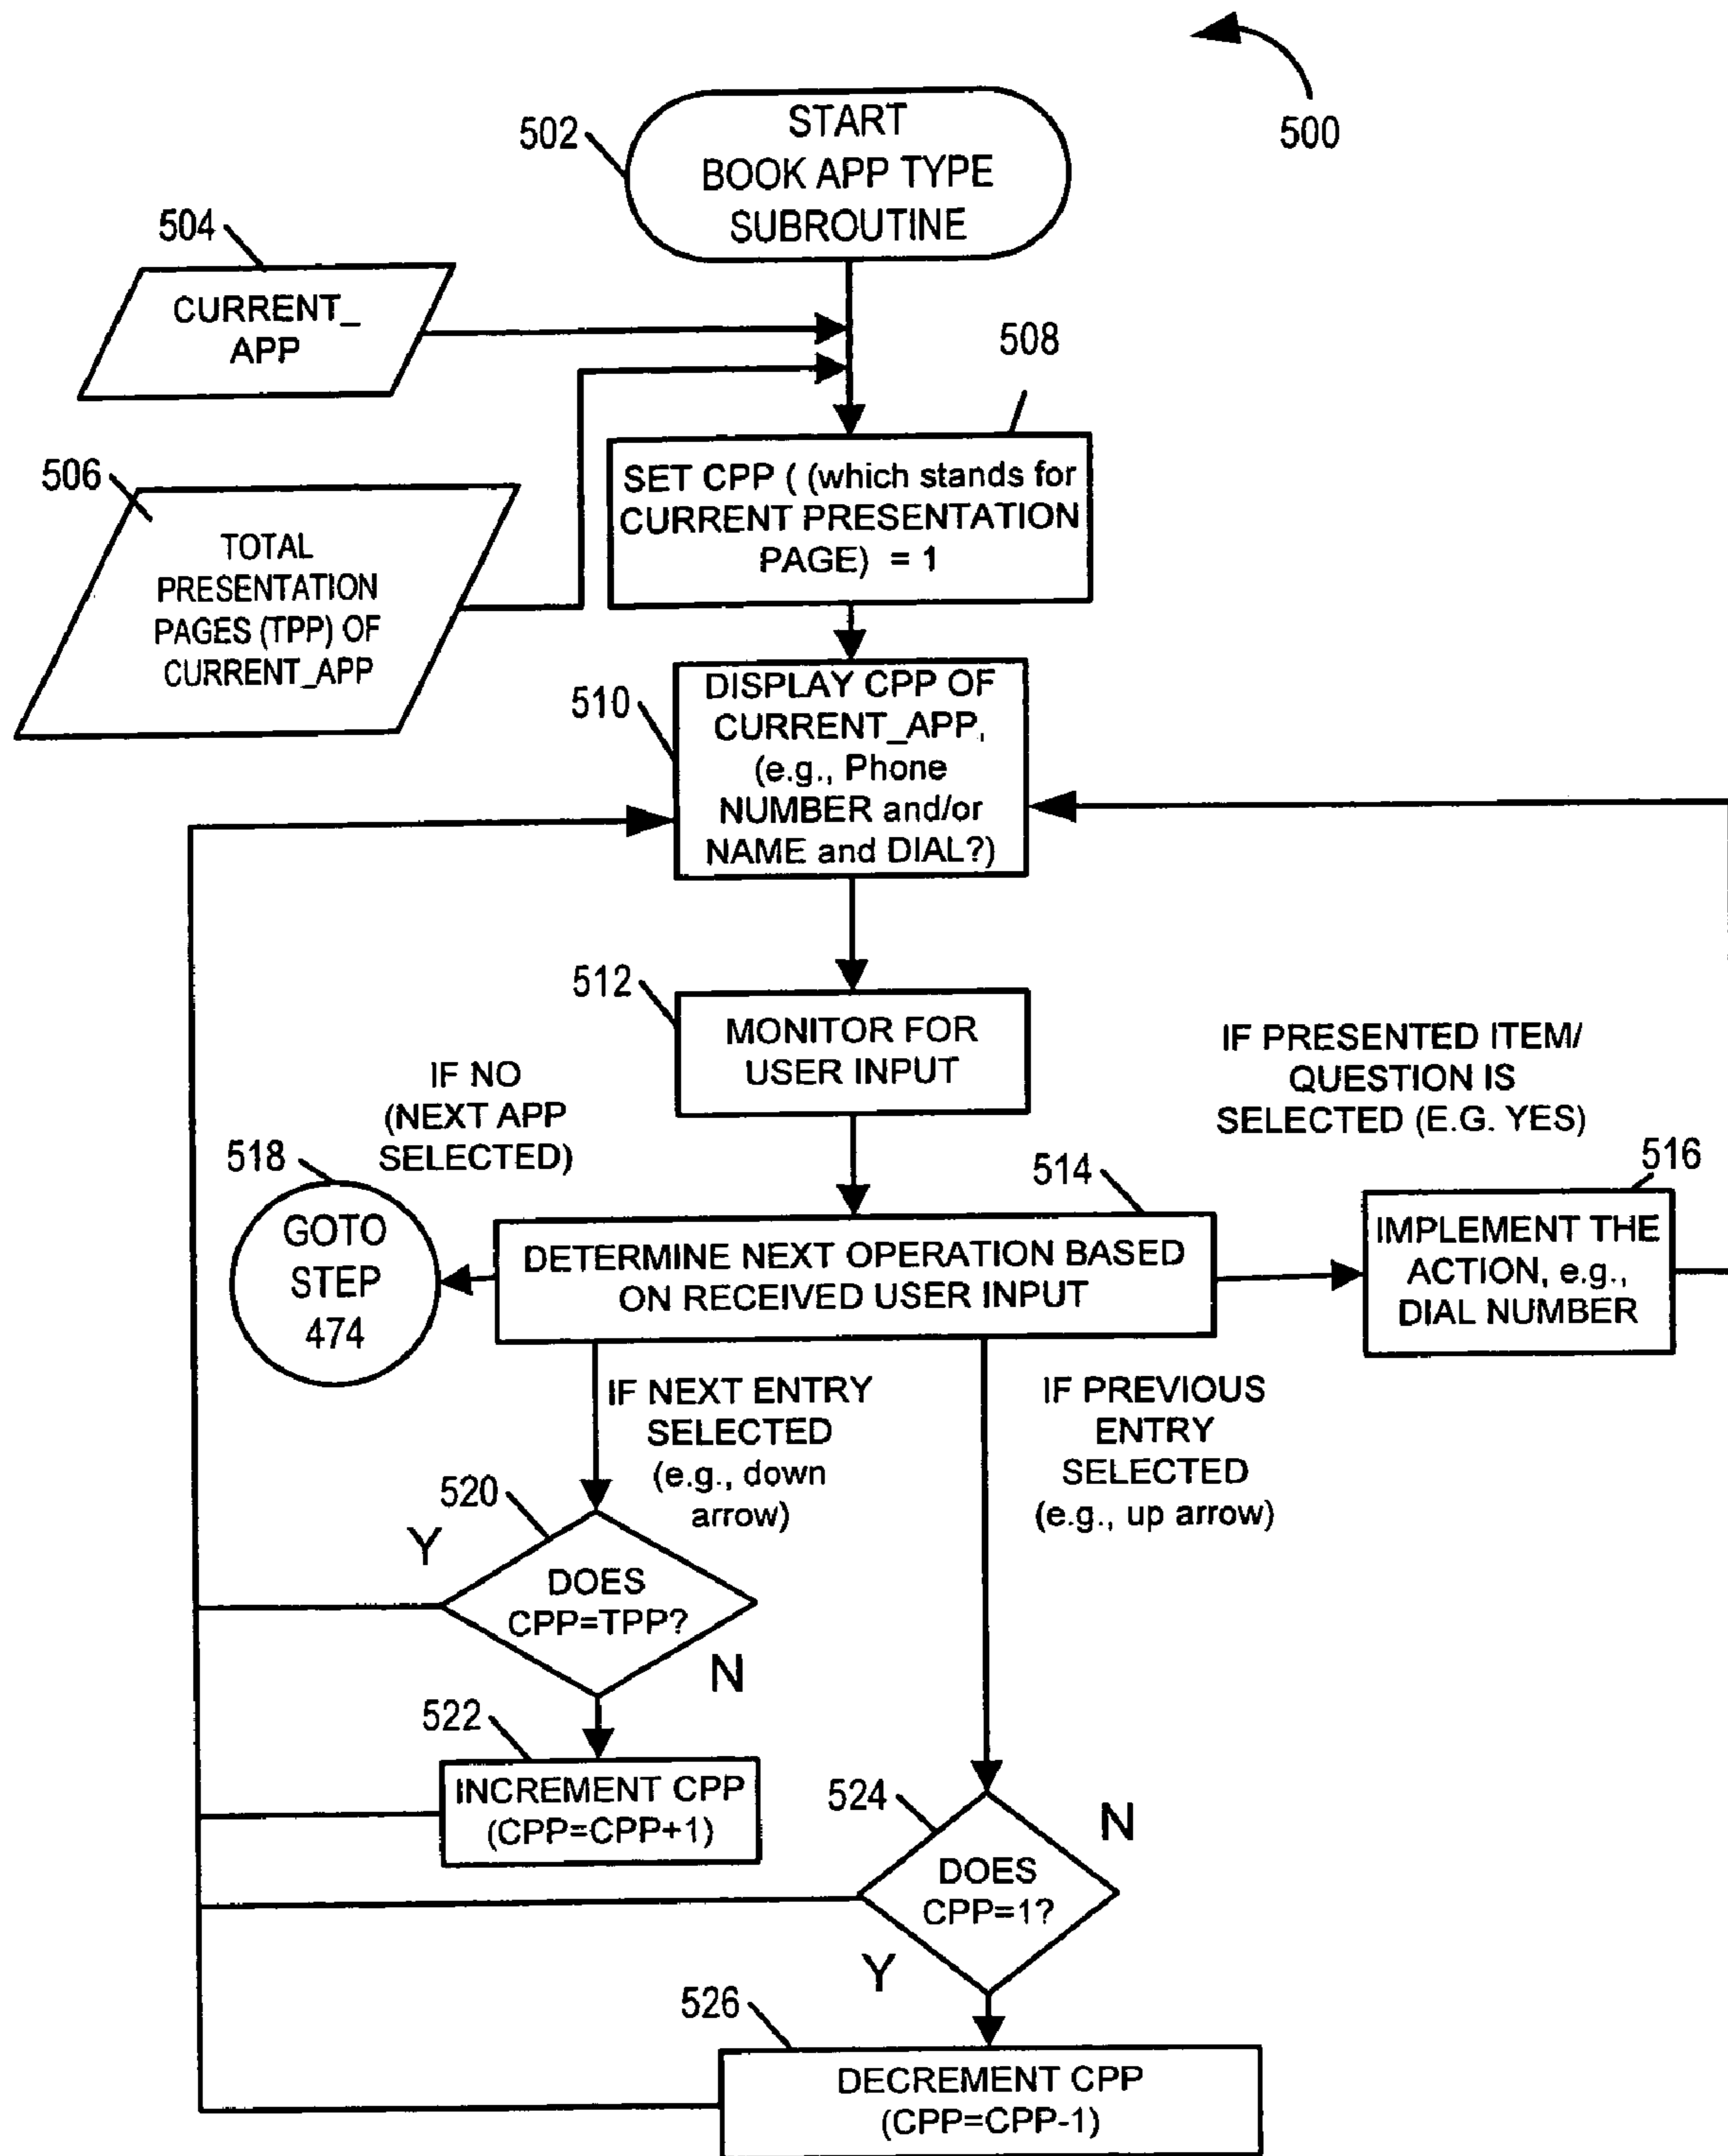 500
502
START
BOOK APP TYPE
SUBROUTINE
504
CURRENT_
APP
506
TOTAL
PRESENTATION
PAGES (TPP) OF
CURRENT_APP
508
SET CPP ( (which stands for
CURRENT PRESENTATION
PAGE) = 1
510
DISPLAY CPP OF
CURRENT_APP,
(e.g., Phone
NUMBER and/or
NAME and DIAL?)
512
MONITOR FOR
USER INPUT
IF NO
(NEXT APP
SELECTED)
IF PRESENTED ITEM/
QUESTION IS
SELECTED (E.G. YES)
518
GOTO
STEP
474
514
DETERMINE NEXT OPERATION BASED
ON RECEIVED USER INPUT
516
IMPLEMENT THE
ACTION, e.g.,
DIAL NUMBER
IF NEXT ENTRY
SELECTED
(e.g., down
arrow)
IF PREVIOUS
ENTRY
SELECTED
(e.g., up arrow)
520
Y
DOES
CPP=TPP?
N
522
INCREMENT CPP
(CPP=CPP+1)
524
N
DOES
CPP=1?
Y
526
DECREMENT CPP
(CPP=CPP-1)